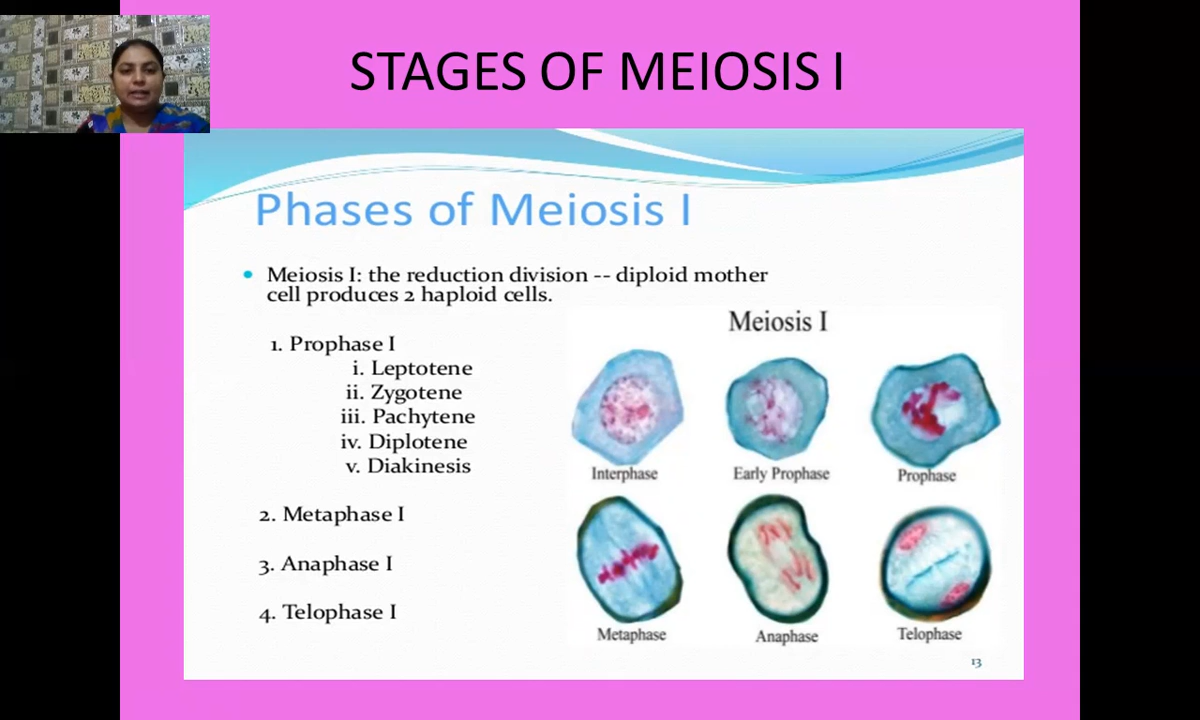 STAGES OF MEIOSIS I
Phases of Meiosis I
• Meiosis I: the reduction division -- diploid mother
cell produces 2 haploid cells.
1. Prophase I
i. Leptotene
ii. Zygotene
iii. Pachytene
iv. Diplotene
v. Diakinesis
2. Metaphase I
3. Anaphase I
4. Telophase I
Meiosis I
Interphase
Early Prophase
Prophase
Metaphase
Anaphase
Telophase
13